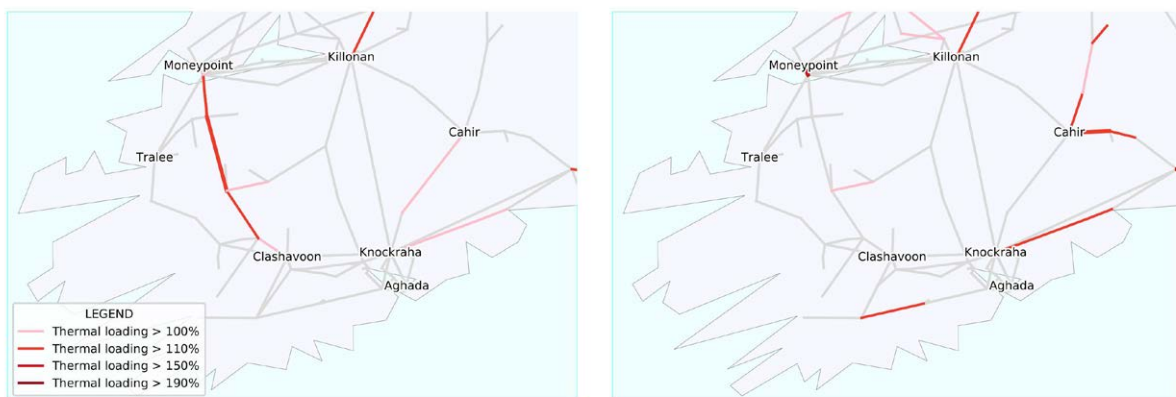 Moneypoint
Killonan
Cahir
Tralee
Clashavoon
Knockraha
Aghada
LEGEND
Thermal loading > 100%
Thermal loading > 110%
Thermal loading > 150%
Thermal loading > 190%
Moneypoint
Killonan
Cahir
Tralee
Clashavoon
Knockraha
Aghada